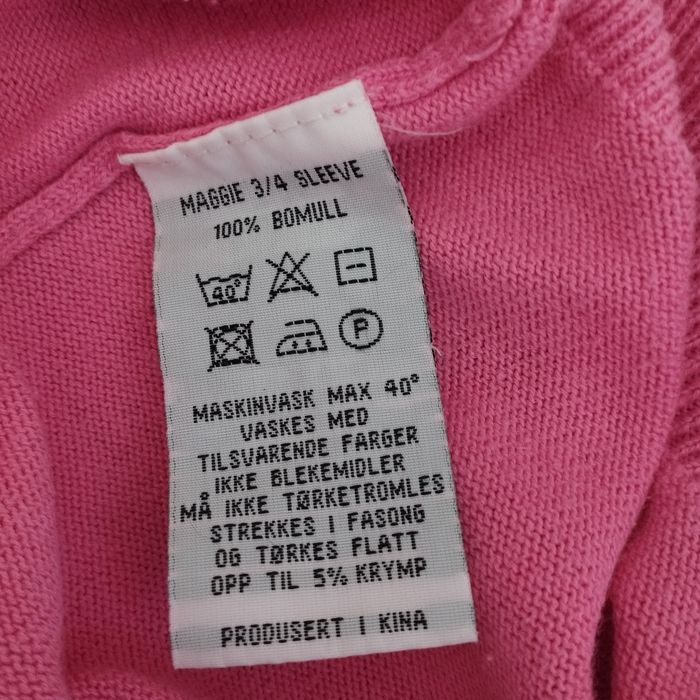 MAGGIE 3/4 SLEEVE
100% BOMULL
40°
P
MASKINVASK MAX 40°
VASKES MED
TILSVARENDE FARGER
IKKE BLEKEMIDLER
MÅ IKKE TØRKETROMLES
STREKKES I FASONG
OG TØRKES FLATT
OPP TIL 5% KRYMP
PRODUSERT I KINA